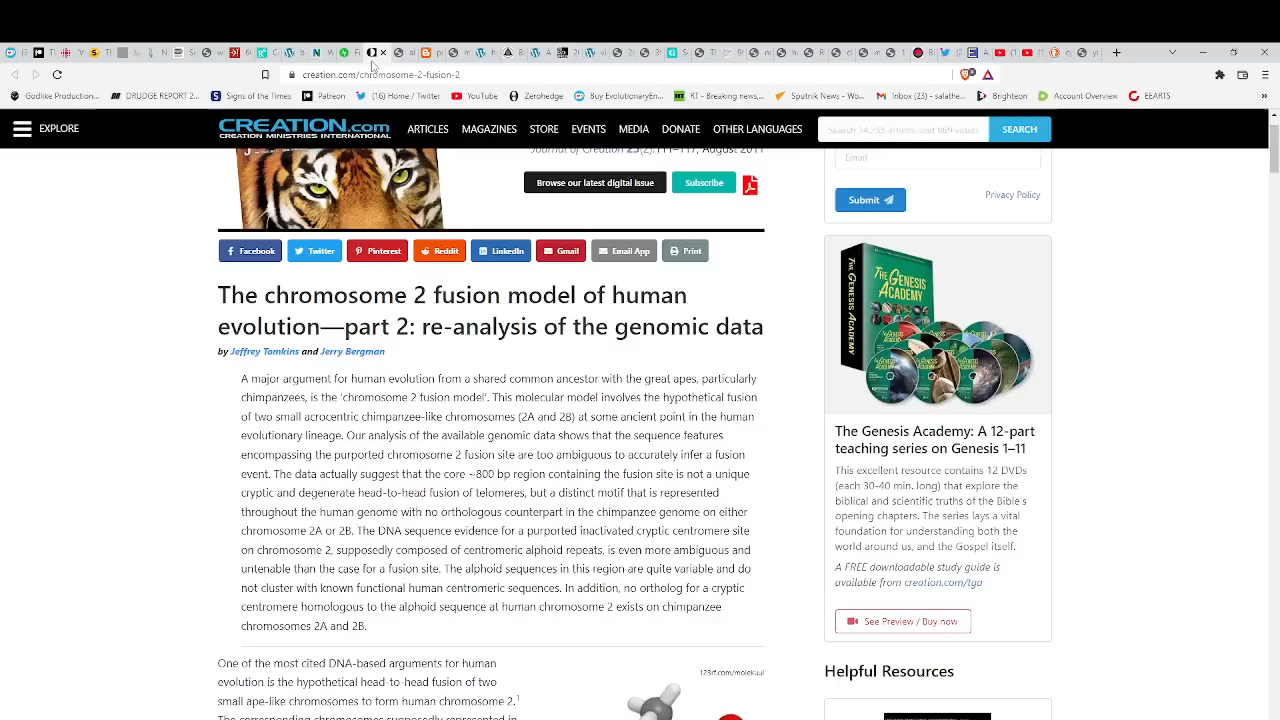 creation.com/chromosome-2-fusion-2
Godlike Production...
DRUDGE REPORT 2...
Signs of the Times
Patreon
(16) Home / Twitter
YouTube
Zerohedge
Buy EvolutionaryEn...
RT - Breaking news,...
Sputnik News - Wo...
Inbox (23) - salathe...
Brighteon
Account Overview
EEARTS
EXPLORE
CREATION.com
CREATION MINISTRIES INTERNATIONAL
ARTICLES
MAGAZINES
STORE
EVENTS
MEDIA
DONATE
OTHER LANGUAGES
SEARCH
Browse our latest digital issue
Subscribe
Email
Submit
Privacy Policy
Facebook
Twitter
Pinterest
Reddit
LinkedIn
Gmail
Email App
Print
The chromosome 2 fusion model of human
evolution—part 2: re-analysis of the genomic data
by Jeffrey Tomkins and Jerry Bergman
A major argument for human evolution from a shared common ancestor with the great apes, particularly
chimpanzees, is the ‘chromosome 2 fusion model’. This molecular model involves the hypothetical fusion
of two small acrocentric chimpanzee-like chromosomes (2A and 2B) at some ancient point in the human
evolutionary lineage. Our analysis of the available genomic data shows that the sequence features
encompassing the purported chromosome 2 fusion site are too ambiguous to accurately infer a fusion
event. The data actually suggest that the core ~800 bp region containing the fusion site is not a unique
cryptic and degenerate head-to-head fusion of telomeres, but a distinct motif that is represented
throughout the human genome with no orthologous counterpart in the chimpanzee genome on either
chromosome 2A or 2B. The DNA sequence evidence for a purported inactivated cryptic centromere site
on chromosome 2, supposedly composed of centromeric alphoid repeats, is even more ambiguous and
untenable than the case for a fusion site. The alphoid sequences in this region are quite variable and do
not cluster with known functional human centromeric sequences. In addition, no ortholog for a cryptic
centromere homologous to the alphoid sequence at human chromosome 2 exists on chimpanzee
chromosomes 2A and 2B.
One of the most cited DNA-based arguments for human
evolution is the hypothetical head-to-head fusion of two
small ape-like chromosomes to form human chromosome 2.1
The corresponding chromosomes supposedly represented in
123rf.com/molekuul
THE GENESIS ACADEMY
THE GENESIS
ACADEMY
The Genesis Academy: A 12-part
teaching series on Genesis 1–11
This excellent resource contains 12 DVDs
(each 30-40 min. long) that explore the
biblical and scientific truths of the Bible's
opening chapters. The series lays a vital
foundation for understanding both the
world around us, and the Gospel itself.
A FREE downloadable study guide is
available from creation.com/tga
See Preview / Buy now
Helpful Resources